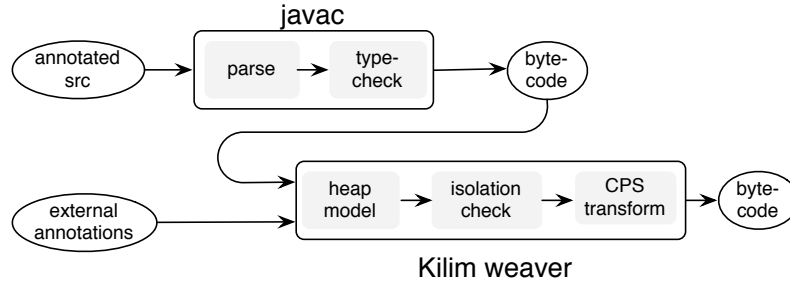 javac
annotated
src
parse
type-
check
byte-
code
heap
model
isolation
check
CPS
transform
byte-
code
external
annotations
Kilim weaver